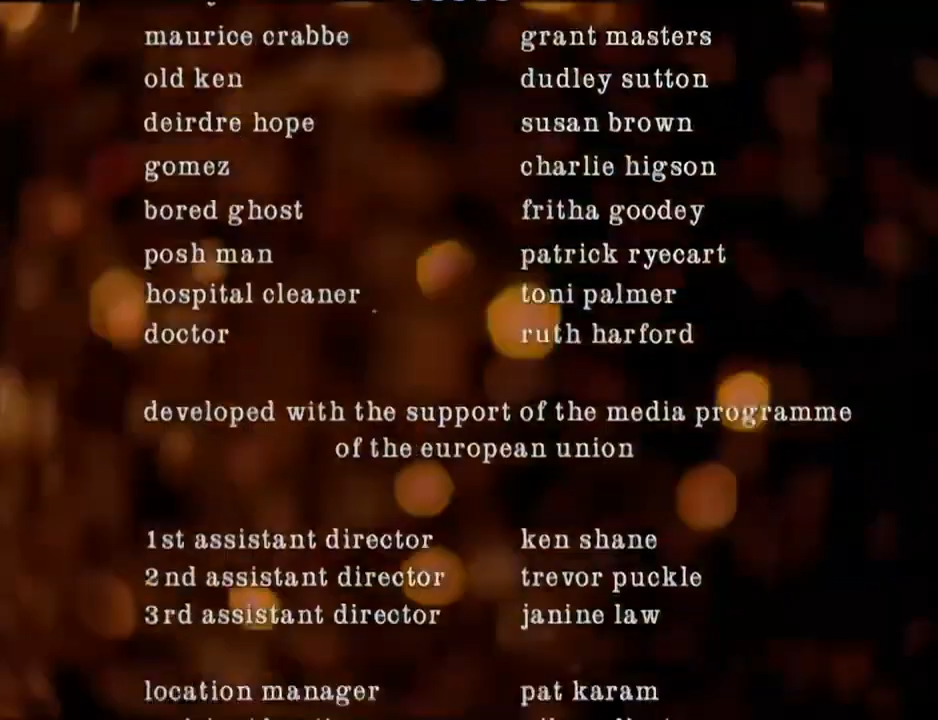 maurice crabbe grant masters
old ken dudley sutton
deirdre hope susan brown
gomez charlie higson
bored ghost fritha goodey
posh man patrick ryecart
hospital cleaner toni palmer
doctor ruth harford
developed with the support of the media programme
of the european union
1st assistant director ken shane
2nd assistant director trevor puckle
3rd assistant director janine law
location manager pat karam